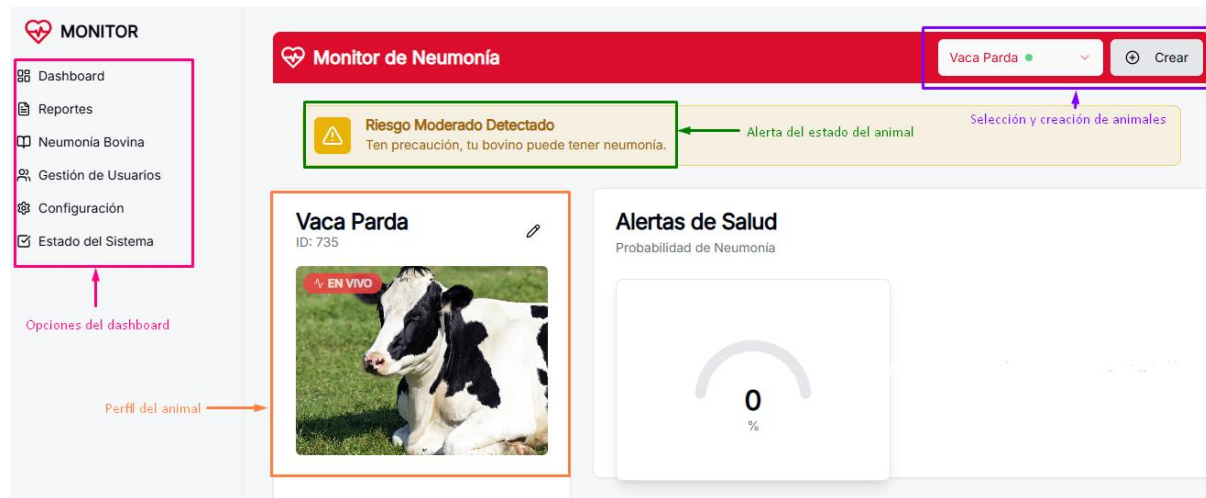 MONITOR
Dashboard
Reportes
Neumonía Bovina
Gestión de Usuarios
Configuración
Estado del Sistema
Opciones del dashboard
Monitor de Neumonía
Vaca Parda
Crear
Selección y creación de animales
Riesgo Moderado Detectado
Ten precaución, tu bovino puede tener neumonía.
Alerta del estado del animal
Vaca Parda
ID: 735
EN VIVO
Perfil del animal
Alertas de Salud
Probabilidad de Neumonía
0
%